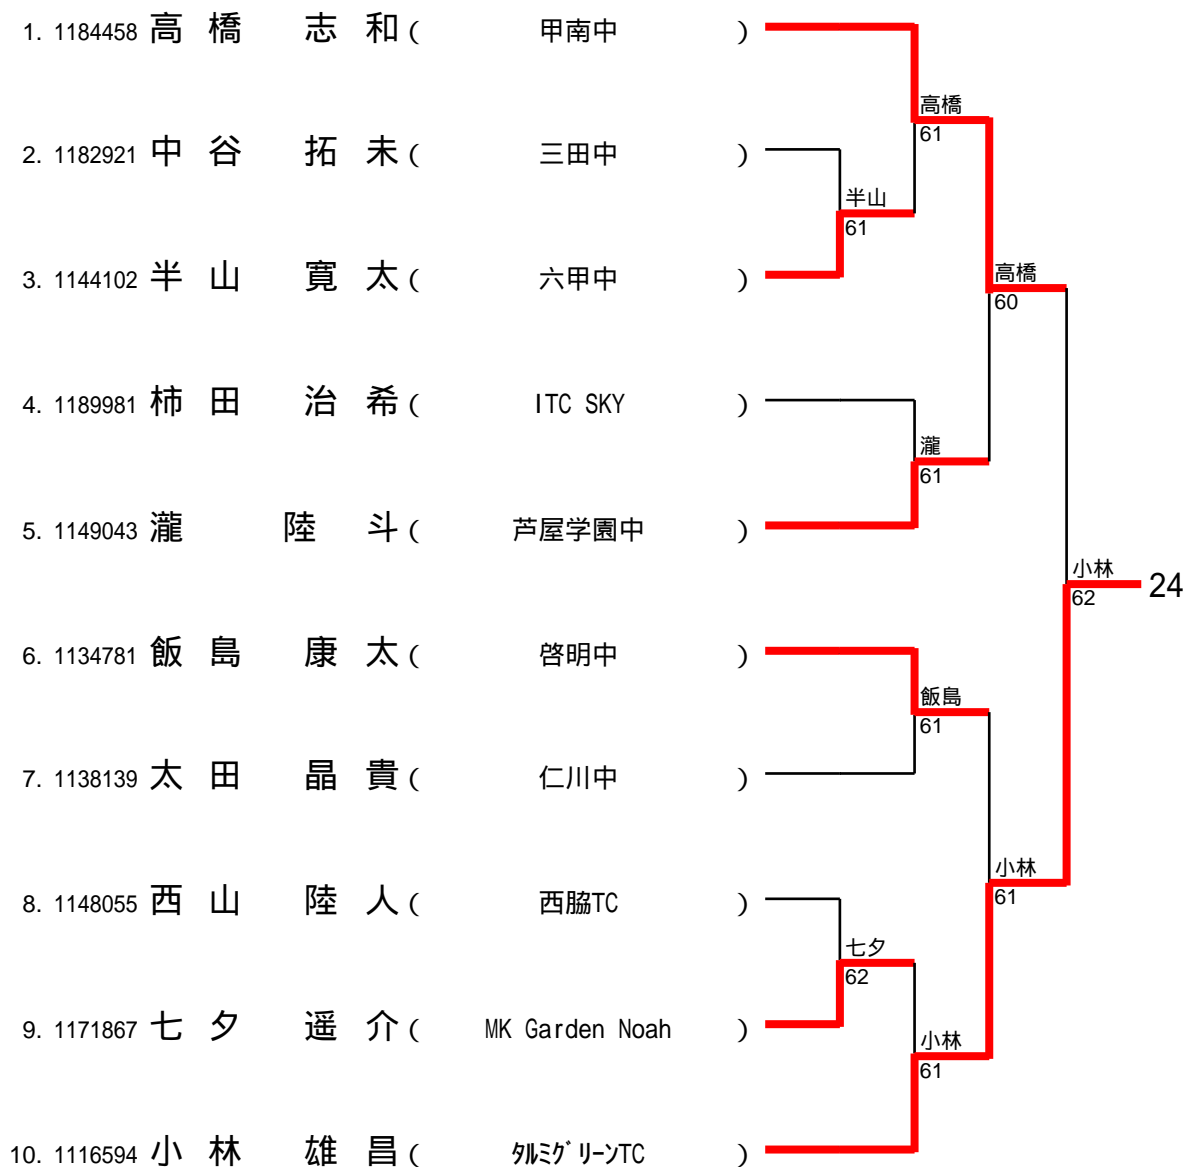 1. 1184458 高橋 志和 ( 甲南中 )
高橋
61
2. 1182921 中谷 拓未 ( 三田中 )
半山
61
3. 1144102 半山 寛太 ( 六甲中 )
高橋
60
4. 1189981 柿田 治希 ( ITC SKY )
瀧
61
5. 1149043 瀧 陸斗 ( 芦屋学園中 )
小林
62
24
6. 1134781 飯島 康太 ( 啓明中 )
飯島
61
7. 1138139 太田 晶貴 ( 仁川中 )
小林
61
8. 1148055 西山 陸人 ( 西脇TC )
七夕
62
9. 1171867 七夕 遥介 ( MK Garden Noah )
小林
61
10. 1116594 小林 雄昌 ( ﾀﾙﾐｸﾞﾘｰﾝTC )